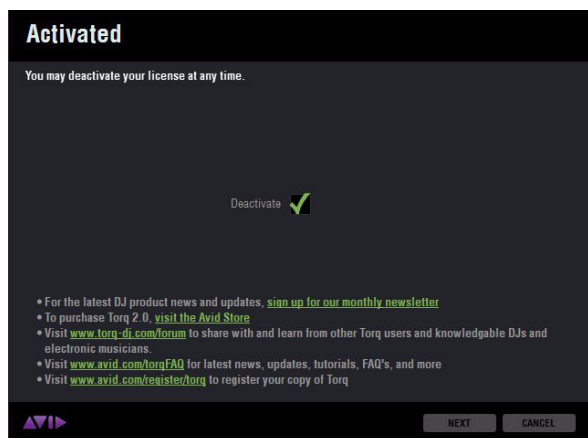 Activated
You may deactivate your license at any time.
Deactivate
• For the latest DJ product news and updates, sign up for our monthly newsletter
• To purchase Torq 2.0, visit the Avid Store
• Visit www.torq-dj.com/forum to share with and learn from other Torq users and knowledgable DJs and
electronic musicians.
• Visit www.avid.com/torqFAQ for latest news, updates, tutorials, FAQ's, and more
• Visit www.avid.com/register/torq to register your copy of Torq
AVID
NEXT
CANCEL